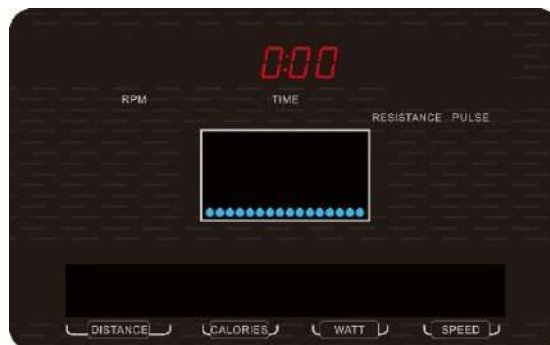 0:00
RPM TIME
RESISTANCE PULSE
DISTANCE CALORIES WATT SPEED